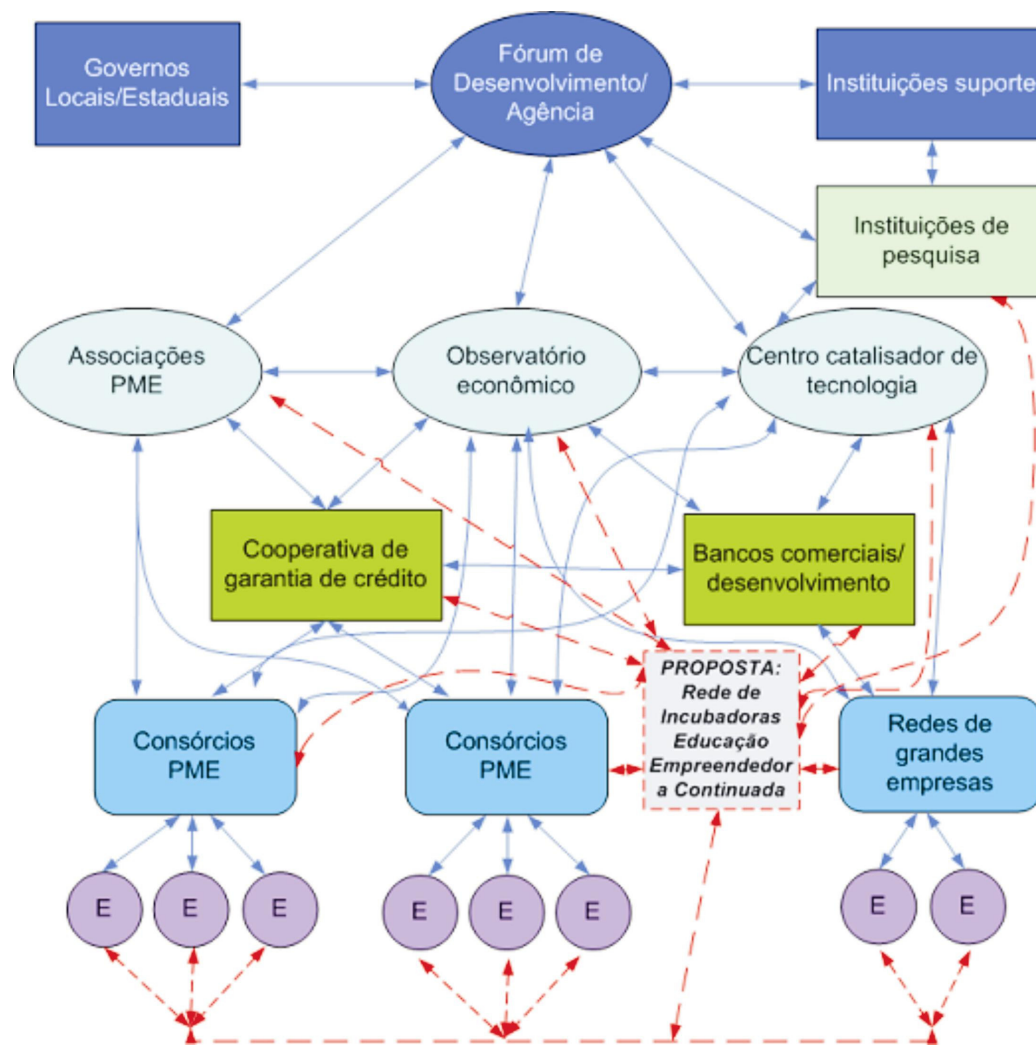 Governos
Locais/Estaduais
Fórum de
Desenvolvimento/
Agência
Instituições suporte
Instituições de
pesquisa
Associações
PME
Observatório
econômico
Centro catalisador de
tecnologia
Cooperativa de
garantia de crédito
Bancos comerciais/
desenvolvimento
Consórcios
PME
Consórcios
PME
PROPOSTA:
Rede de
Incubadoras
Educação
Empreendedor
a Continuada
Redes de
grandes
empresas
E
E
E
E
E
E
E
E